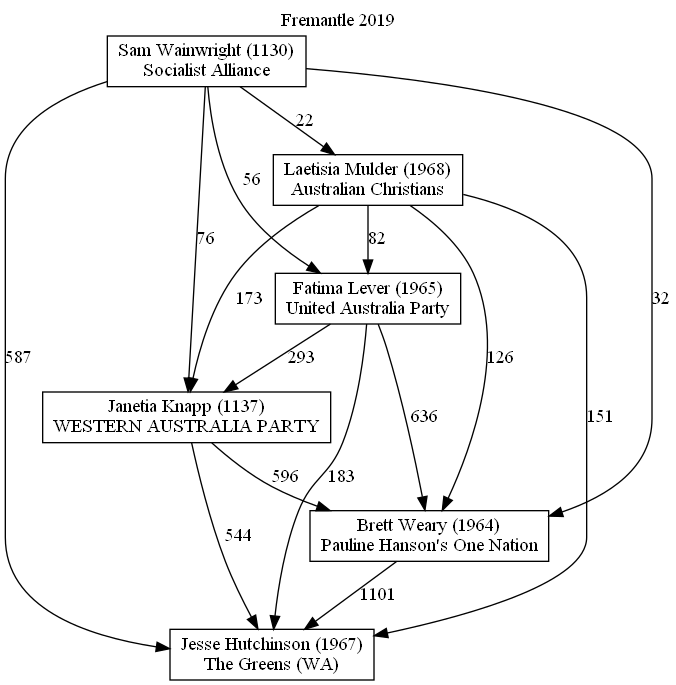 Fremantle 2019
Sam Wainwright (1130)
Socialist Alliance
22
Laetisia Mulder (1968)
Australian Christians
56
76
82
173
32
Fatima Lever (1965)
United Australia Party
587
293
126
Janetia Knapp (1137)
WESTERN AUSTRALIA PARTY
636
151
596
183
544
Brett Weary (1964)
Pauline Hanson's One Nation
1101
Jesse Hutchinson (1967)
The Greens (WA)